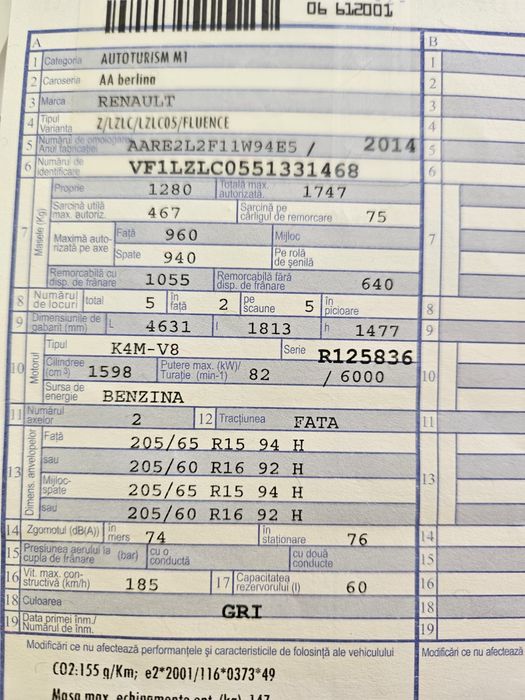 06 612001
A
B
1 Categoria AUTOTURISM M1 1
2 Caroseria AA berlina 2
3 Marca RENAULT 3
4 Tipul Varianta Z/LZLC/LZLC05/FLUENCE 4
5 Numărul de omologare Anul fabricației AARE2L2F11W94E5 / 2014 5
6 Numărul de identificare VF1LZLC0551331468 6
7 Masele (Kg) Proprie 1280 Totală max. autorizată. 1747 7
Sarcină utilă max. autoriz. 467 Sarcină pe cârligul de remorcare 75
Maximă autorizată pe axe Față 960 Mijloc
Spate 940 Pe rolă de șenilă
Remorcabilă cu disp. de frânare 1055 Remorcabilă fără disp. de frânare 640
8 Numărul de locuri total 5 în față 2 pe scaune 5 în picioare 8
9 Dimensiunile de gabarit (mm) L 4631 l 1813 h 1477 9
10 Motorul Tipul K4M-V8 Serie R125836 10
Cilindree (cm³) 1598 Putere max. (kW)/ Turație (min-1) 82 / 6000
Sursa de energie BENZINA
11 Numărul axelor 2 12 Tracțiunea FATA 11
13 Dimens. anvelopelor Față 205/65 R15 94 H 13
sau 205/60 R16 92 H
Mijloc-spate 205/65 R15 94 H
sau 205/60 R16 92 H
14 Zgomotul (dB(A)) în mers 74 în staționare 76 14
15 Presiunea aerului la cupla de frânare (bar) cu o conductă cu două conducte 15
16 Vit. max. constructivă (km/h) 185 17 Capacitatea rezervorului (l) 60 16
18 Culoarea GRI 18
19 Data primei înm./ Numărul de înm. 19
Modificări ce nu afectează performanțele și caracteristicile de folosință ale vehiculului Modificări ce nu afectează
CO2:155 g/Km; e2*2001/116*0373*49